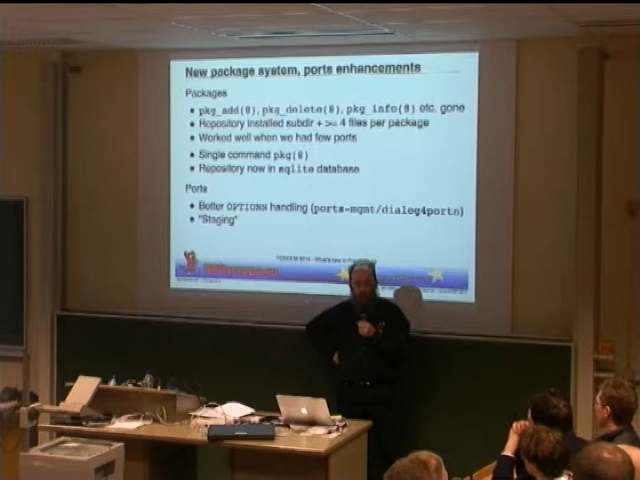 New package system, ports enhancements
Packages
pkg_add(8), pkg_delete(8), pkg_info(8) etc. gone
Repository installed subdir + >= 4 files per package
Worked well when we had few ports
Single command pkg(8)
Repository now in sqlite database
Ports
Better OPTIONS handling (ports-mgmt/dialog4ports)
"Staging"